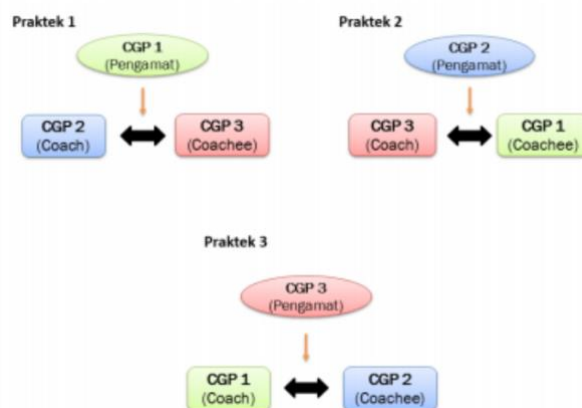 Praktek 1
CGP 1
(Pengamat)
CGP 2
(Coach)
CGP 3
(Coachee)
Praktek 2
CGP 2
(Pengamat)
CGP 3
(Coach)
CGP 1
(Coachee)
Praktek 3
CGP 3
(Pengamat)
CGP 1
(Coach)
CGP 2
(Coachee)